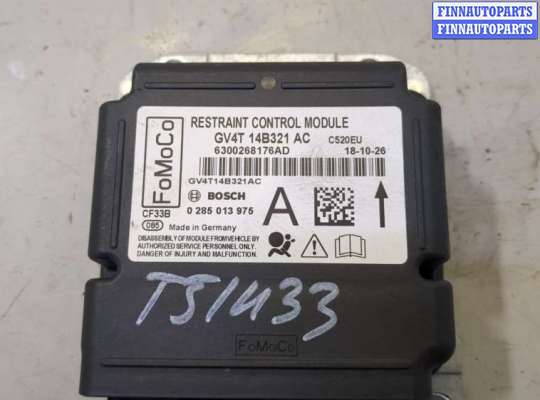 FINNAUTOPARTS
FINNAUTOPARTS
RESTRAINT CONTROL MODULE
GV4T 14B321 AC
C520EU
6300268176AD
18-10-26
FoMoCo
GV4T14B321AC
BOSCH
A
0 285 013 975
CF33B
085
Made in Germany
DISASSEMBLY OF MODULE FROM VEHICLE BY
AUTHORIZED SERVICE PERSONNEL ONLY.
DANGER OF INJURY AND MALFUNCTION.
TS1433
FoMoCo